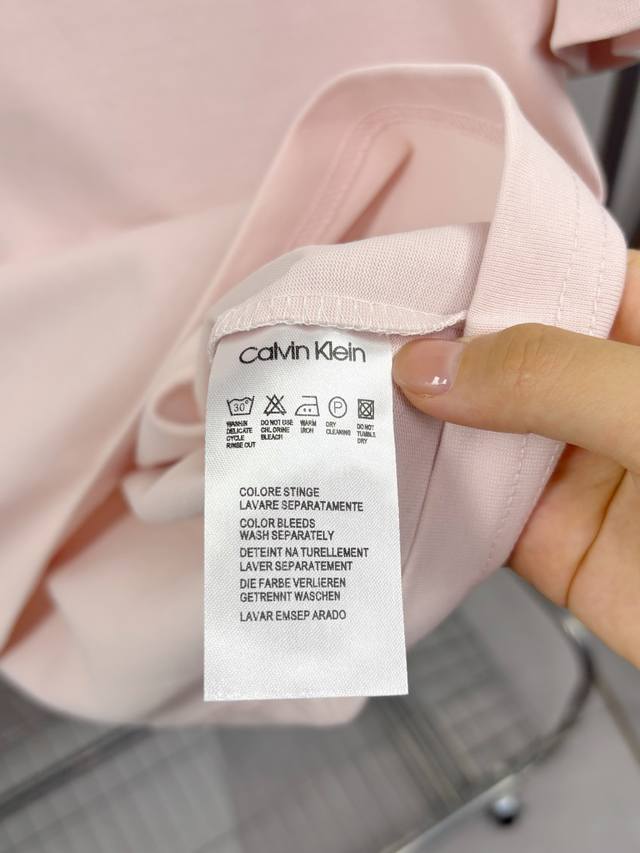 Calvin Klein
30°
P
WASH IN
DELICATE
CYCLE
RINSE OUT
DO NOT USE
CHLORINE
BLEACH
WARM
IRON
DRY
CLEANING
DO NOT
TUMBLE
DRY
COLORE STINGE
LAVARE SEPARATAMENTE
COLOR BLEEDS
WASH SEPARATELY
DETEINT NA TURELLEMENT
LAVER SEPAREMENT
DIE FARBE VERLIEREN
GETRENNT WASCHEN
LAVAR EMSEP ARADO